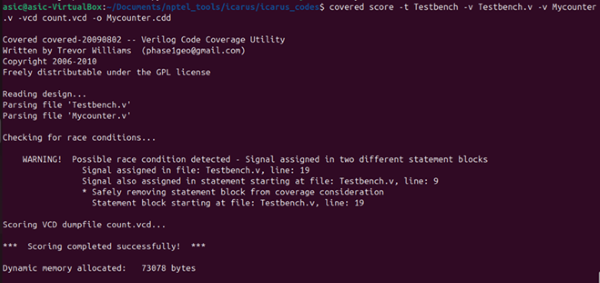 asic@asic-VirtualBox:~/Documents/nptel_tools/icarus/icarus_codes$ covered score -t Testbench -v Testbench.v -v Mycounter
.v -vcd count.vcd -o Mycounter.cdd
Covered covered-20090802 -- Verilog Code Coverage Utility
Written by Trevor Williams  (phase1geo@gmail.com)
Copyright 2006-2010
Freely distributable under the GPL license
Reading design...
Parsing file 'Testbench.v'
Parsing file 'Mycounter.v'
Checking for race conditions...
WARNING!  Possible race condition detected - Signal assigned in two different statement blocks
Signal assigned in file: Testbench.v, line: 19
Signal also assigned in statement starting at file: Testbench.v, line: 9
* Safely removing statement block from coverage consideration
Statement block starting at file: Testbench.v, line: 19
Scoring VCD dumpfile count.vcd...
***  Scoring completed successfully!  ***
Dynamic memory allocated:   73078 bytes